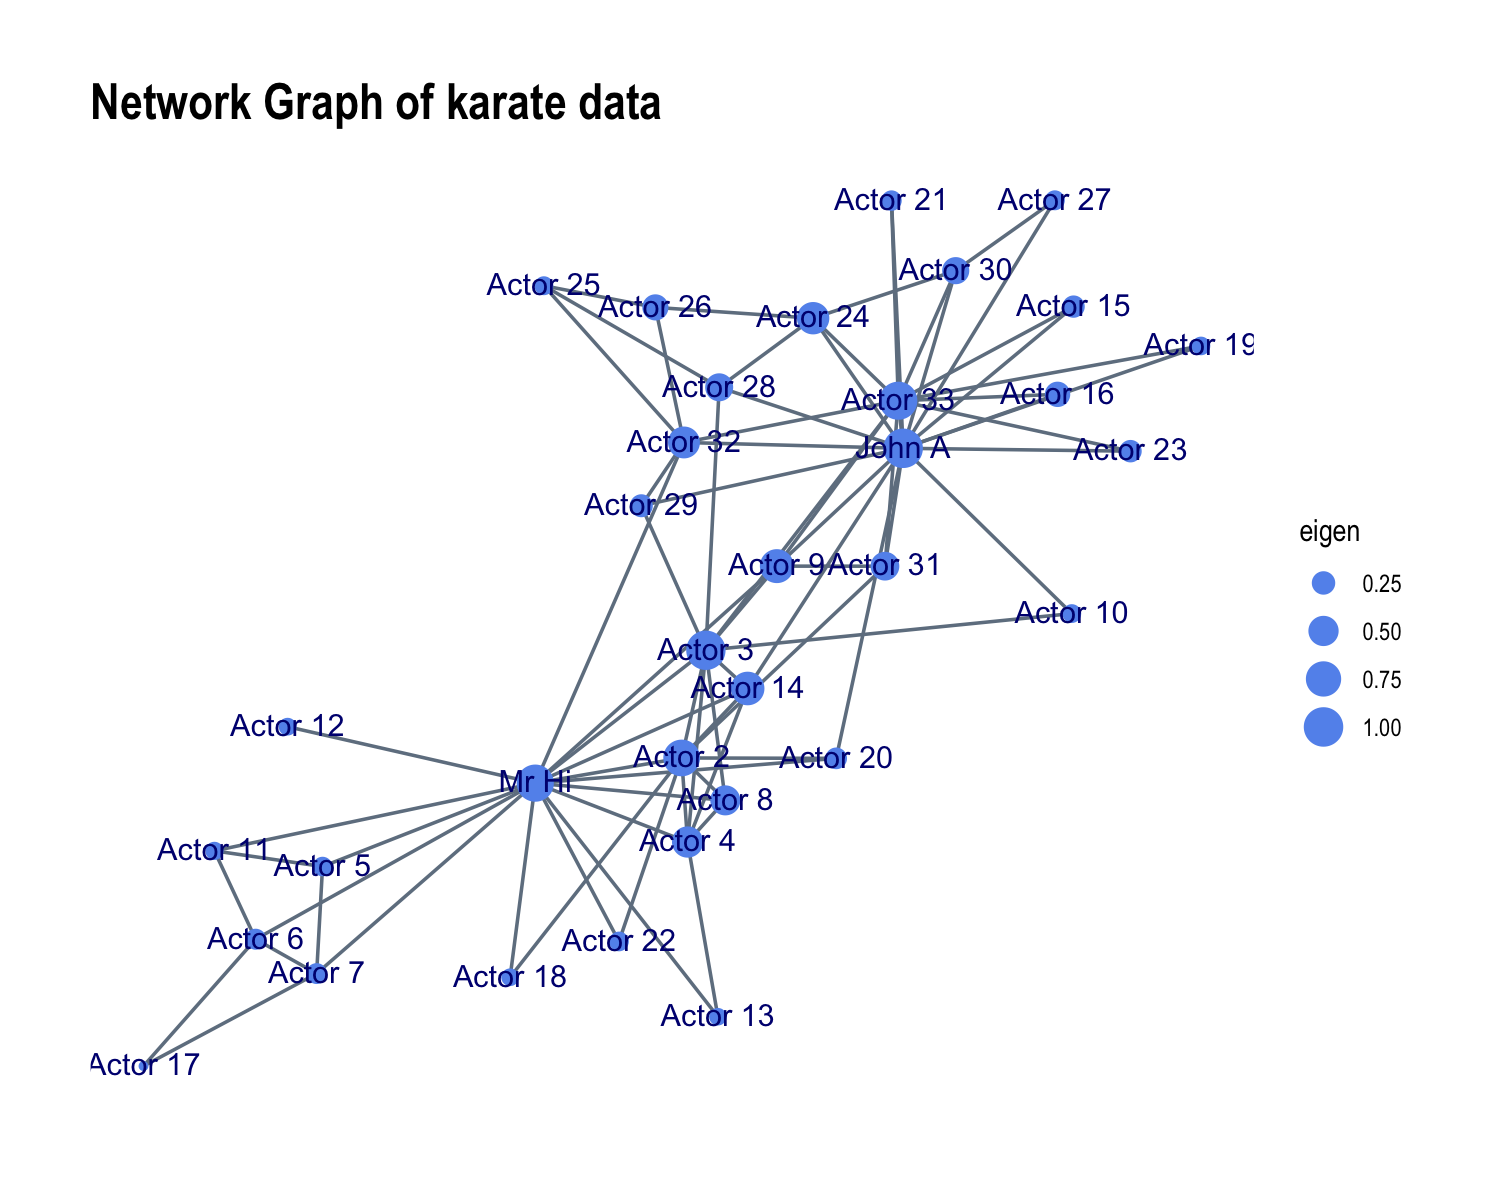 Network Graph of karate data
Actor 21
Actor 27
Actor 30
Actor 25
Actor 26
Actor 24
Actor 15
Actor 19
Actor 28
Actor 33
Actor 16
Actor 32
John A
Actor 23
Actor 29
eigen
Actor 9
Actor 31
0.25
Actor 10
0.50
Actor 3
0.75
Actor 14
Actor 12
1.00
Actor 2
Actor 20
Mr Hi
Actor 8
Actor 4
Actor 11
Actor 5
Actor 6
Actor 22
Actor 7
Actor 18
Actor 13
Actor 17